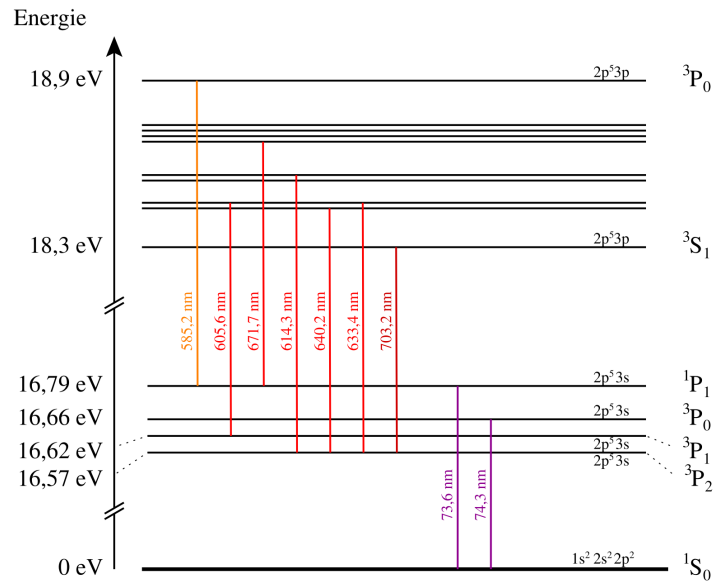 Energie
18,9 eV
2p⁵3p
³P₀
18,3 eV
2p⁵3p
³S₁
585,2 nm
605,6 nm
671,7 nm
614,3 nm
640,2 nm
633,4 nm
703,2 nm
16,79 eV
2p⁵3s
¹P₁
16,66 eV
2p⁵3s
³P₀
16,62 eV
2p⁵3s
³P₁
16,57 eV
2p⁵3s
³P₂
73,6 nm
74,3 nm
0 eV
1s² 2s² 2p²
¹S₀